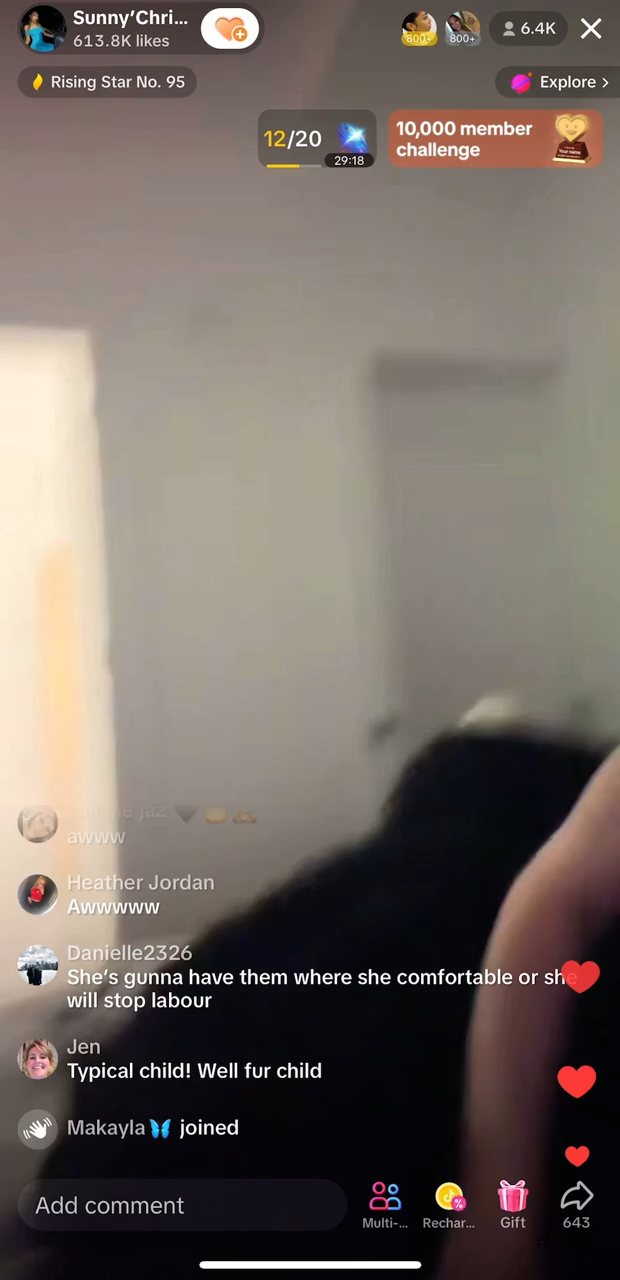 Sunny’Chri...
613.8K likes
800+
800+
6.4K
Rising Star No. 95
Explore >
12/20
29:18
10,000 member
challenge
jaz
awww
Heather Jordan
Awwwww
Danielle2326
She’s gunna have them where she comfortable or she
will stop labour
Jen
Typical child! Well fur child
Makayla🦋 joined
Add comment
Multi-...
Rechar...
Gift
643